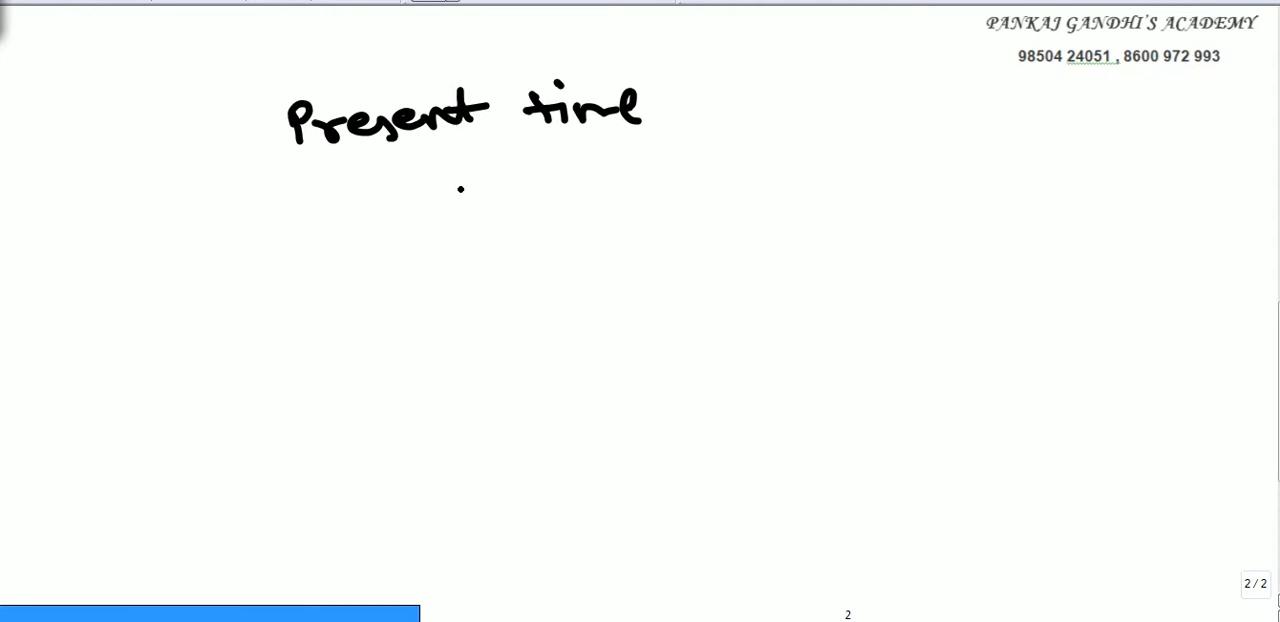 PANKAJ GANDHI'S ACADEMY
98504 24051 , 8600 972 993
Present time
2 / 2
2